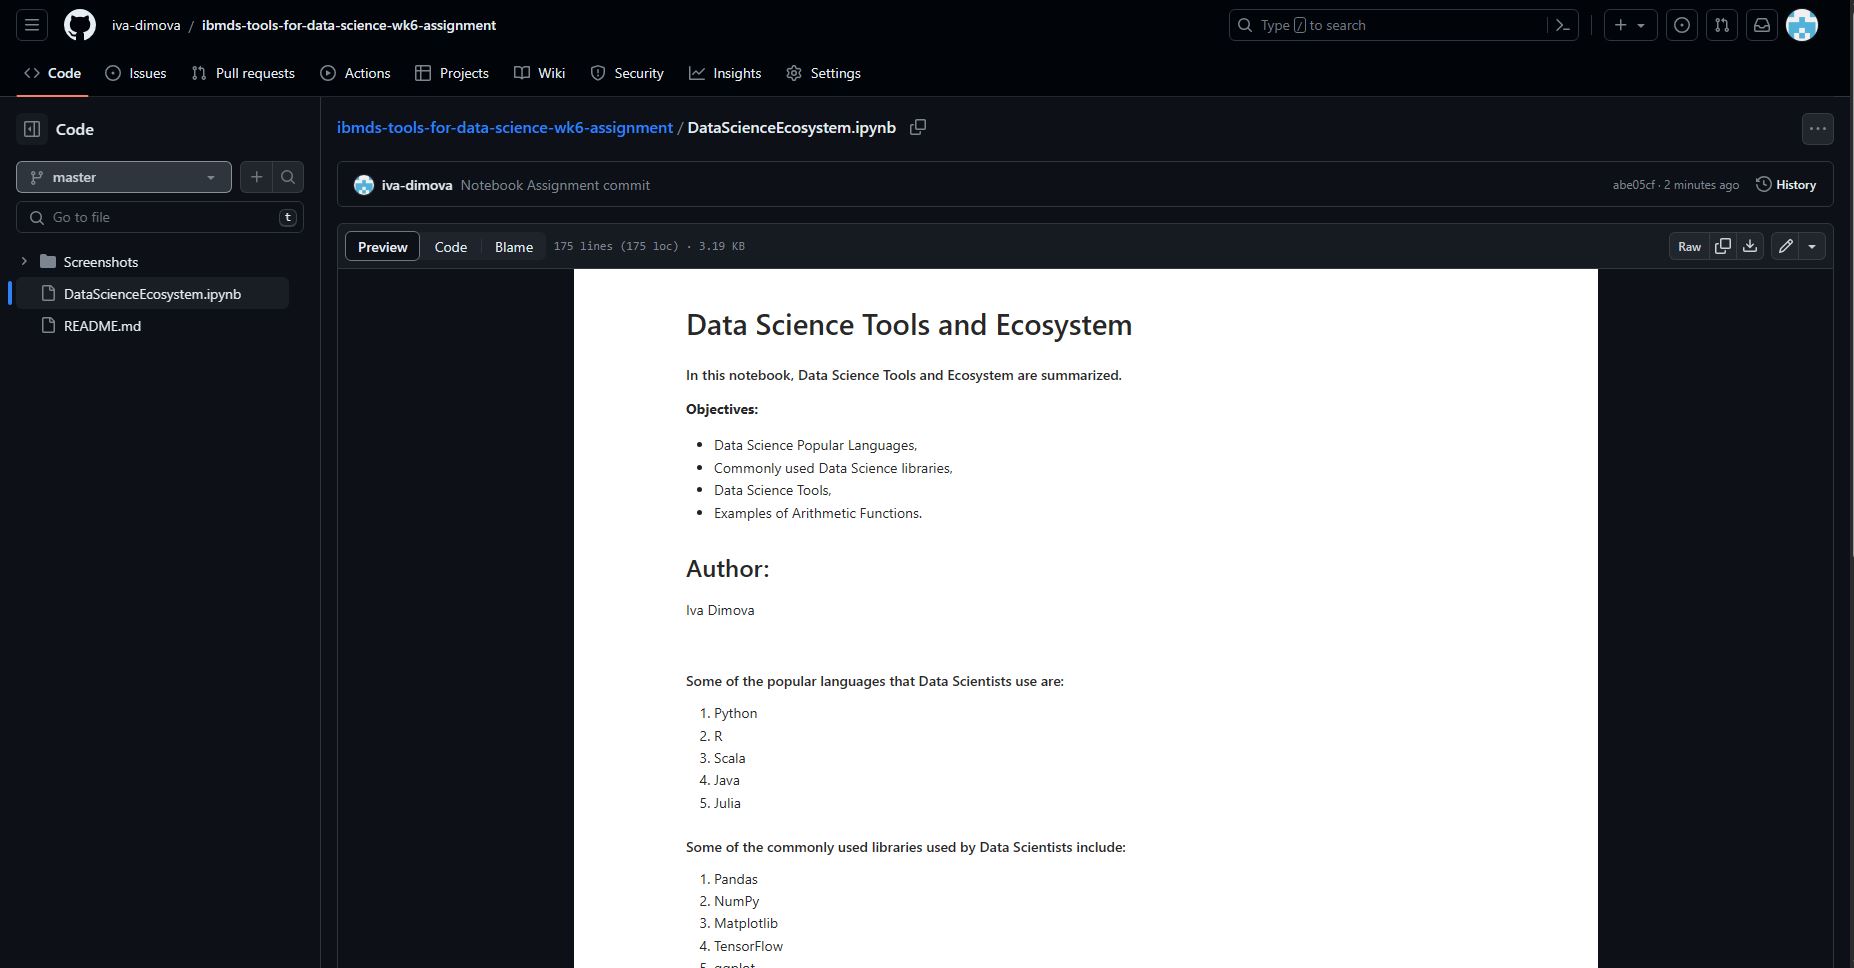 iva-dimova / ibmds-tools-for-data-science-wk6-assignment
Type / to search
Code Issues Pull requests Actions Projects Wiki Security Insights Settings
Code
master
Go to file t
Screenshots
DataScienceEcosystem.ipynb
README.md
ibmds-tools-for-data-science-wk6-assignment / DataScienceEcosystem.ipynb
iva-dimova Notebook Assignment commit abe05cf · 2 minutes ago History
Preview Code Blame 175 lines (175 loc) · 3.19 KB Raw
Data Science Tools and Ecosystem
In this notebook, Data Science Tools and Ecosystem are summarized.
Objectives:
• Data Science Popular Languages,
• Commonly used Data Science libraries,
• Data Science Tools,
• Examples of Arithmetic Functions.
Author:
Iva Dimova
Some of the popular languages that Data Scientists use are:
1. Python
2. R
3. Scala
4. Java
5. Julia
Some of the commonly used libraries used by Data Scientists include:
1. Pandas
2. NumPy
3. Matplotlib
4. TensorFlow
5. ggplot